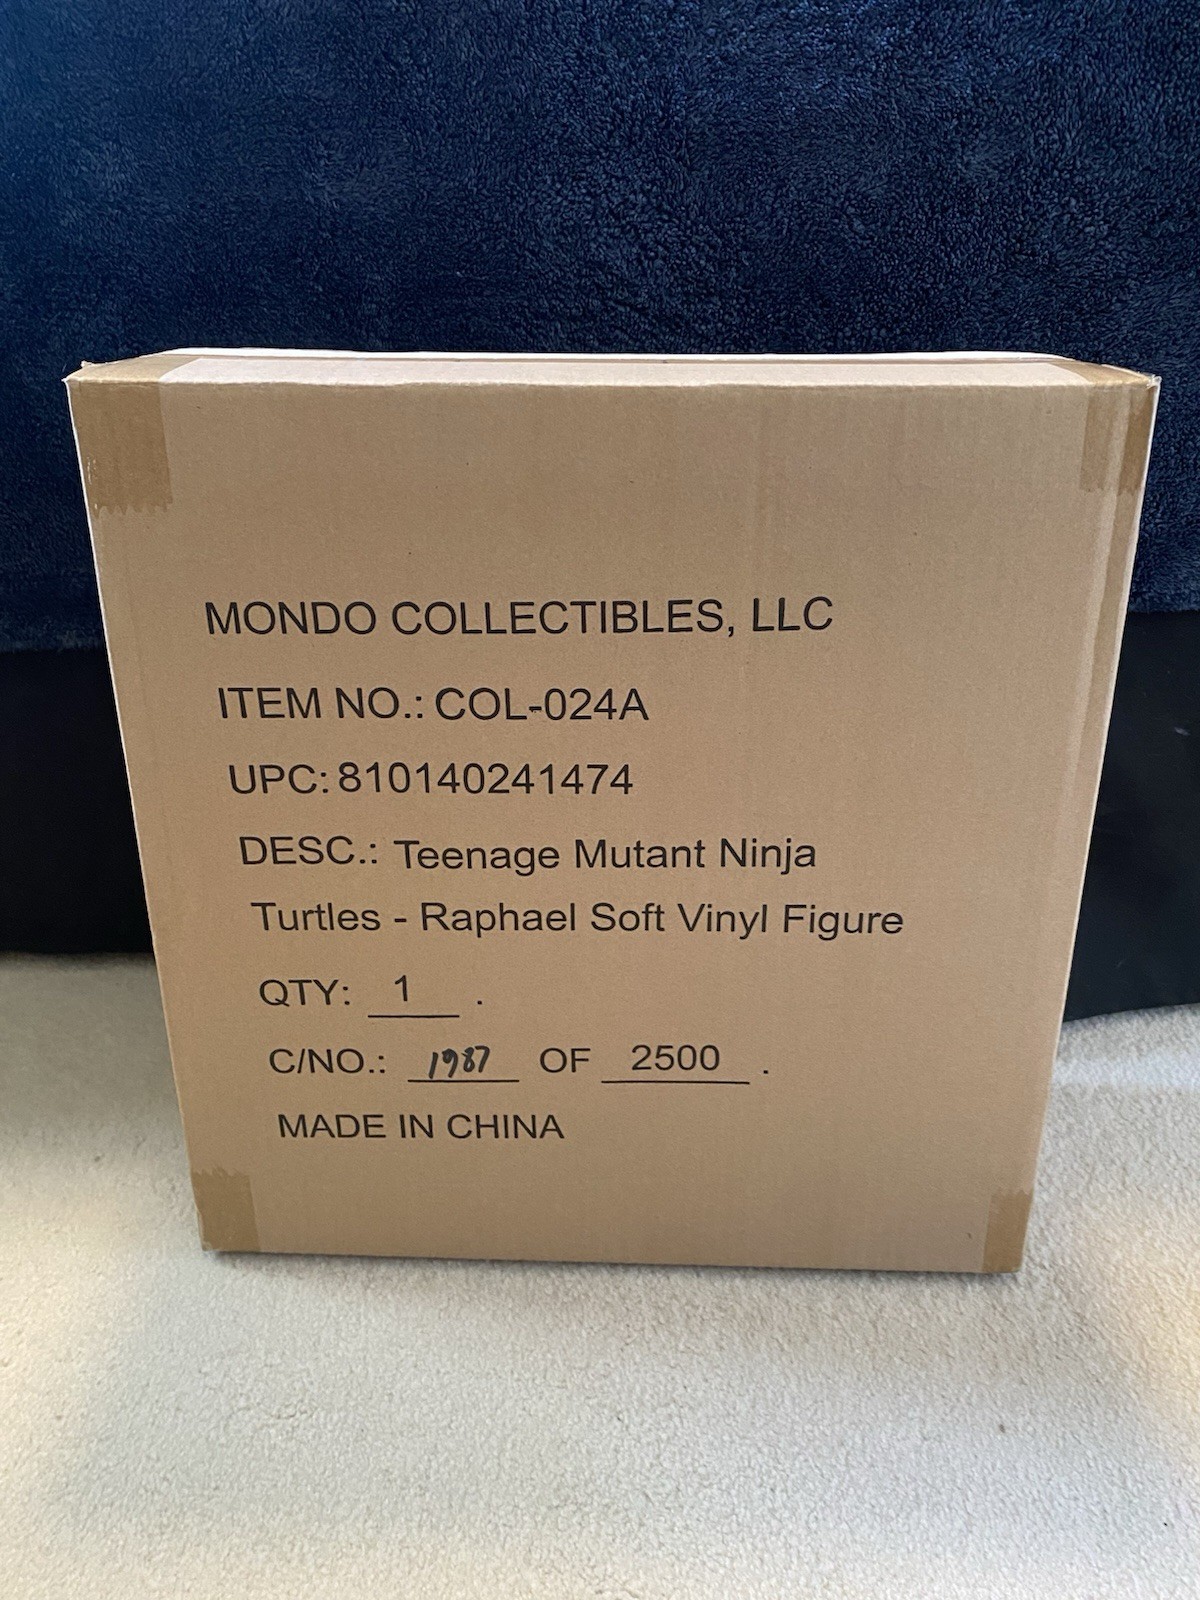 MONDO COLLECTIBLES, LLC
ITEM NO.: COL-024A
UPC: 810140241474
DESC.: Teenage Mutant Ninja
Turtles - Raphael Soft Vinyl Figure
QTY: 1 .
C/NO.: 1987 OF 2500 .
MADE IN CHINA